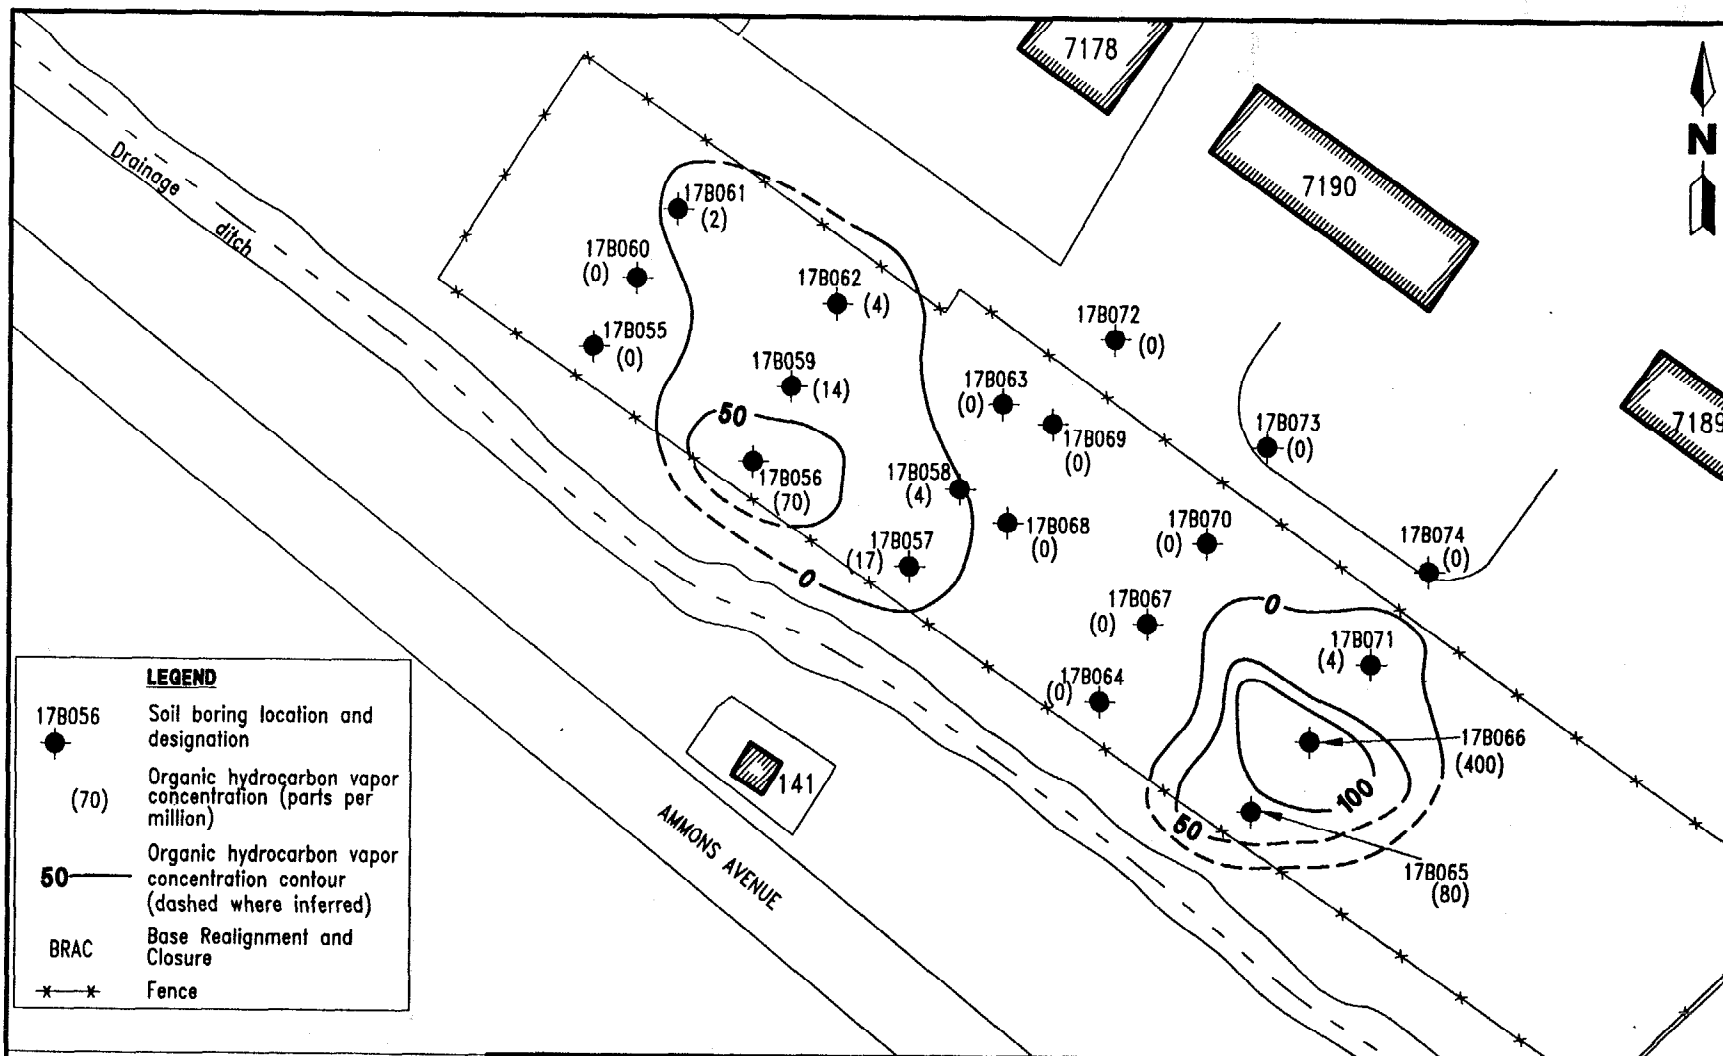 7178
N
7190
Drainage
ditch
17B061
(2)
17B060
(0)
17B062
(4)
17B055
(0)
17B072
(0)
17B059
(14)
17B063
(0)
17B069
(0)
7189
50
17B073
(0)
17B056
(70)
17B058
(4)
17B068
(0)
17B070
(0)
17B074
(0)
17B057
(17)
0
17B067
(0)
0
17B071
(4)
17B064
(0)
17B066
(400)
100
50
17B065
(80)
141
AMMONS AVENUE
LEGEND
17B056
Soil boring location and
designation
(70)
Organic hydrocarbon vapor
concentration (parts per
million)
50
Organic hydrocarbon vapor
concentration contour
(dashed where inferred)
BRAC
Base Realignment and
Closure
Fence